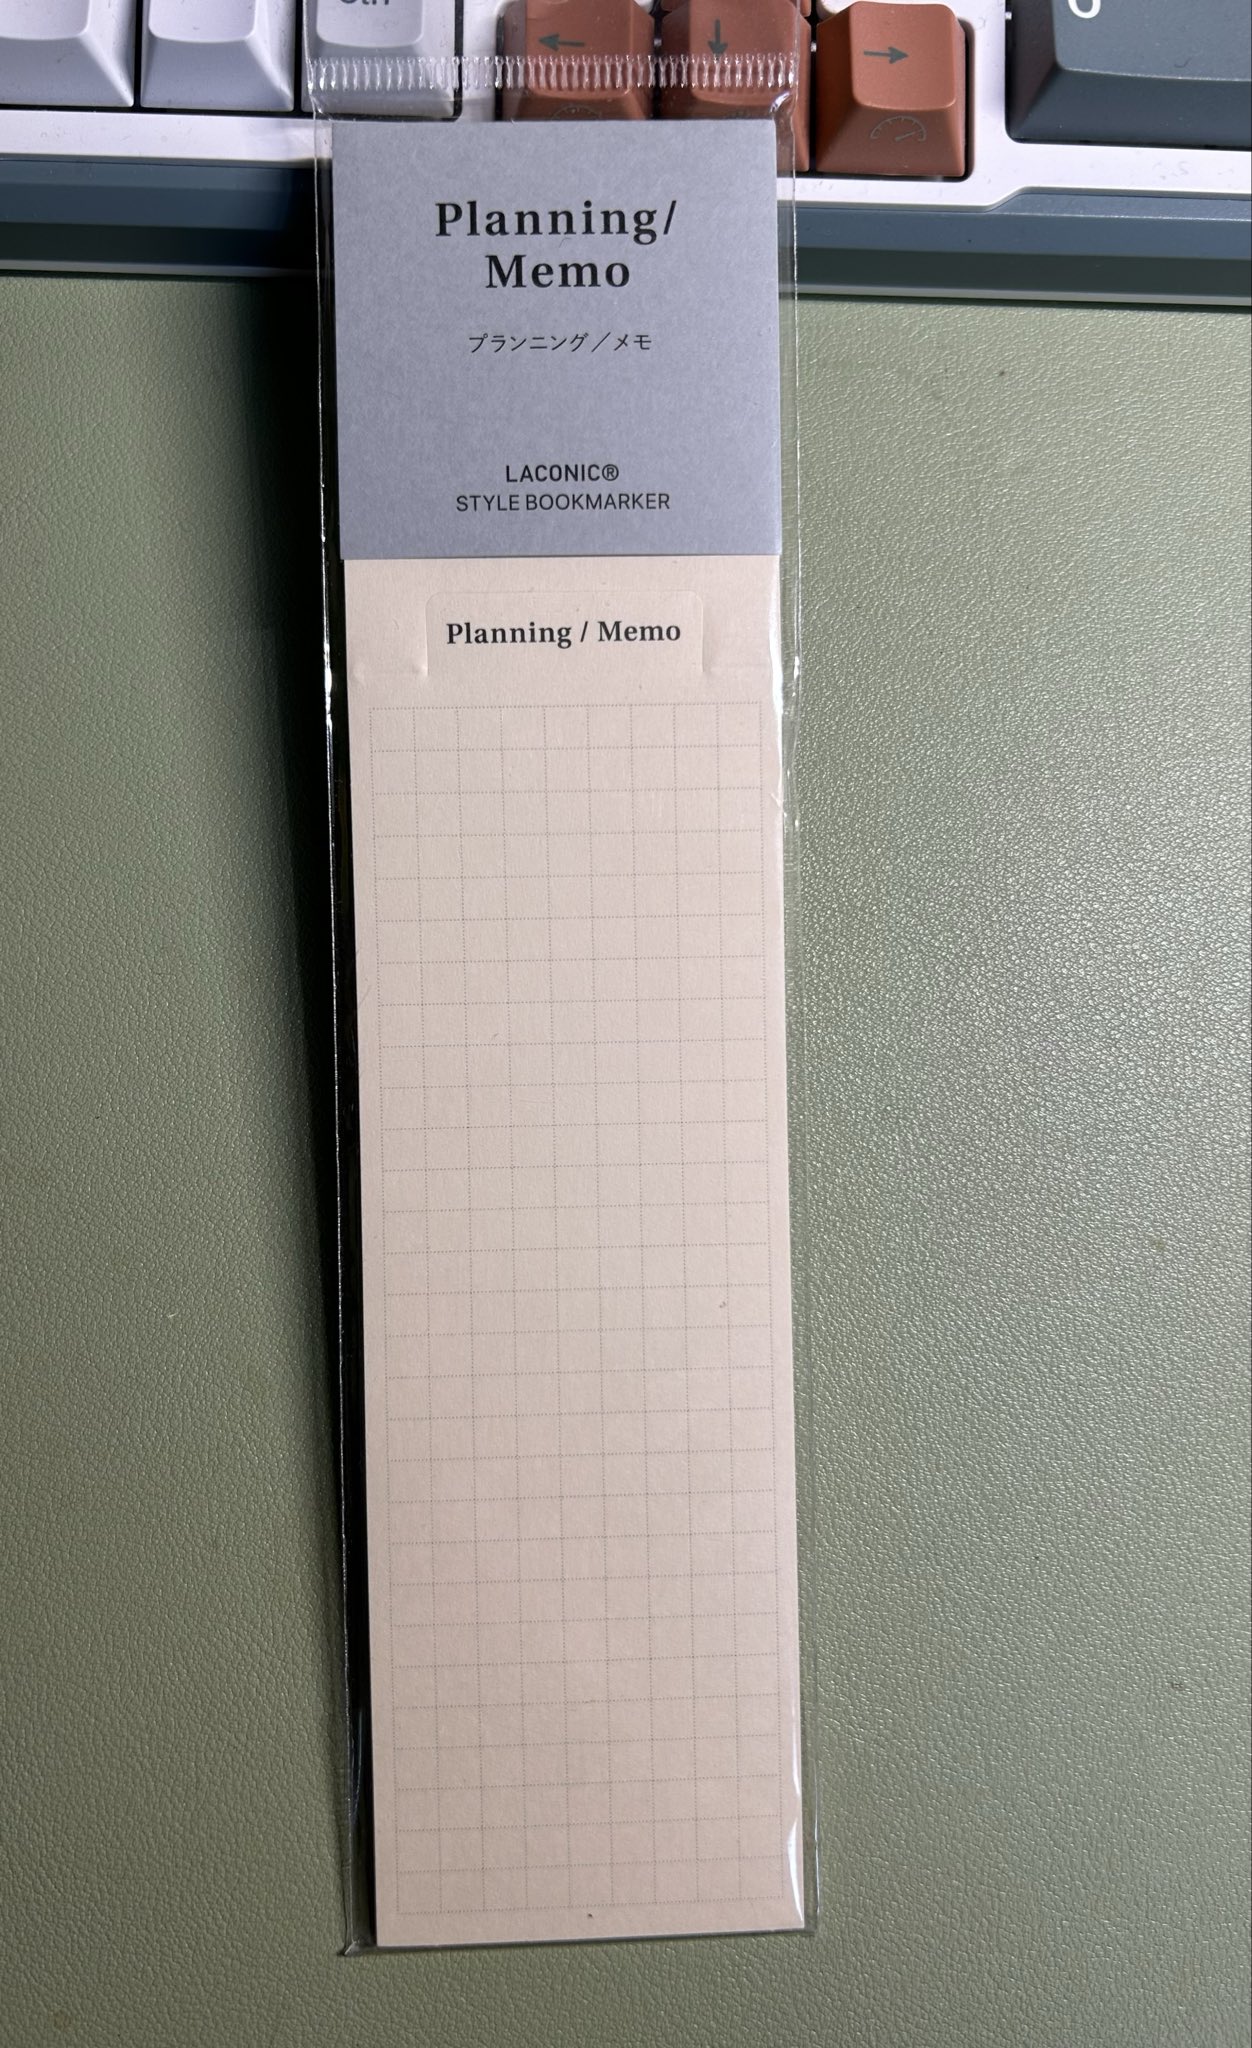 Planning/
Memo
プランニング／メモ
LACONIC®
STYLE BOOKMARKER
Planning / Memo